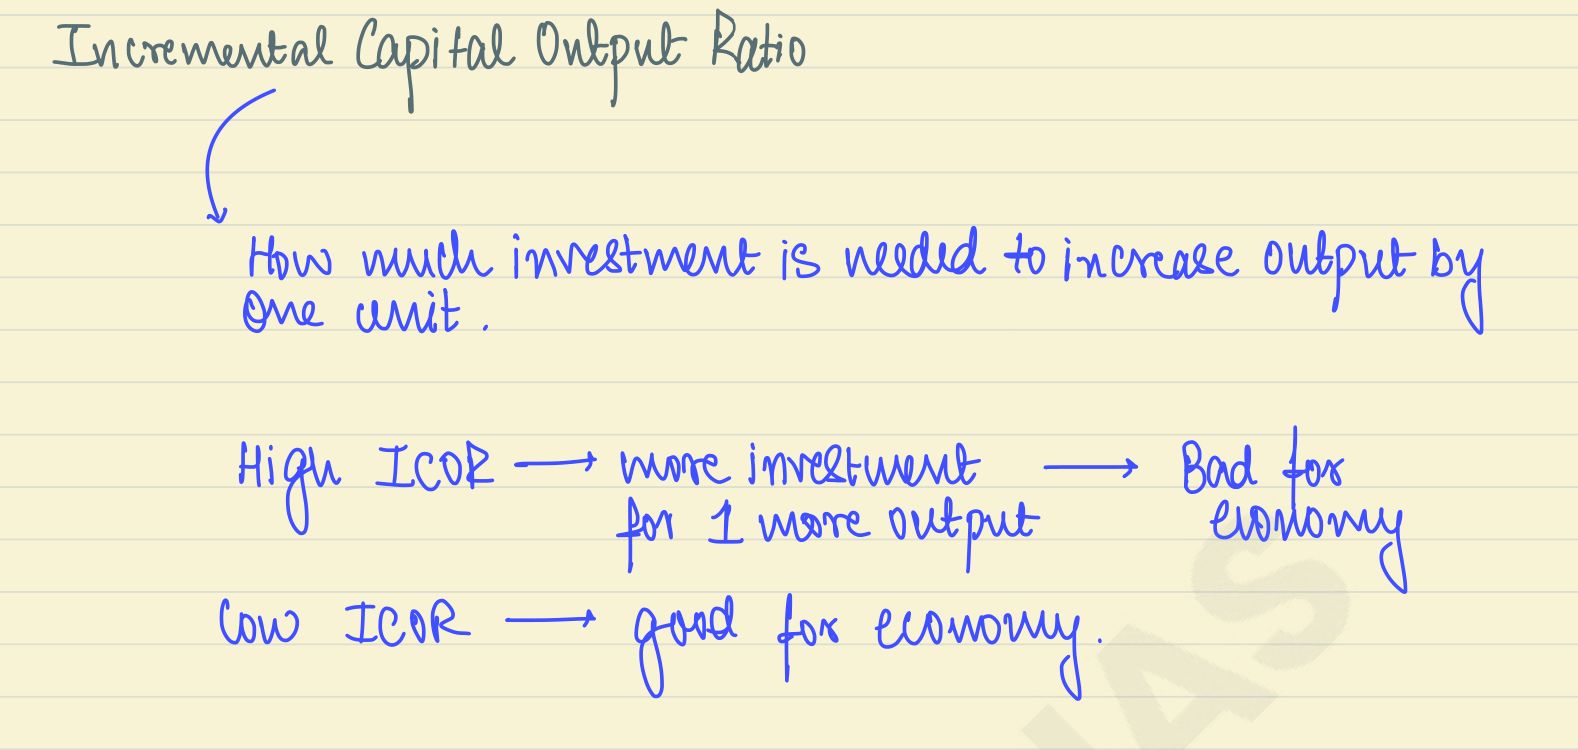 Incremental Capital Output Ratio
How much investment is needed to increase output by
One unit.
High ICOR → more investment → Bad for
for 1 more output economy
Low ICOR → good for economy.
IAS